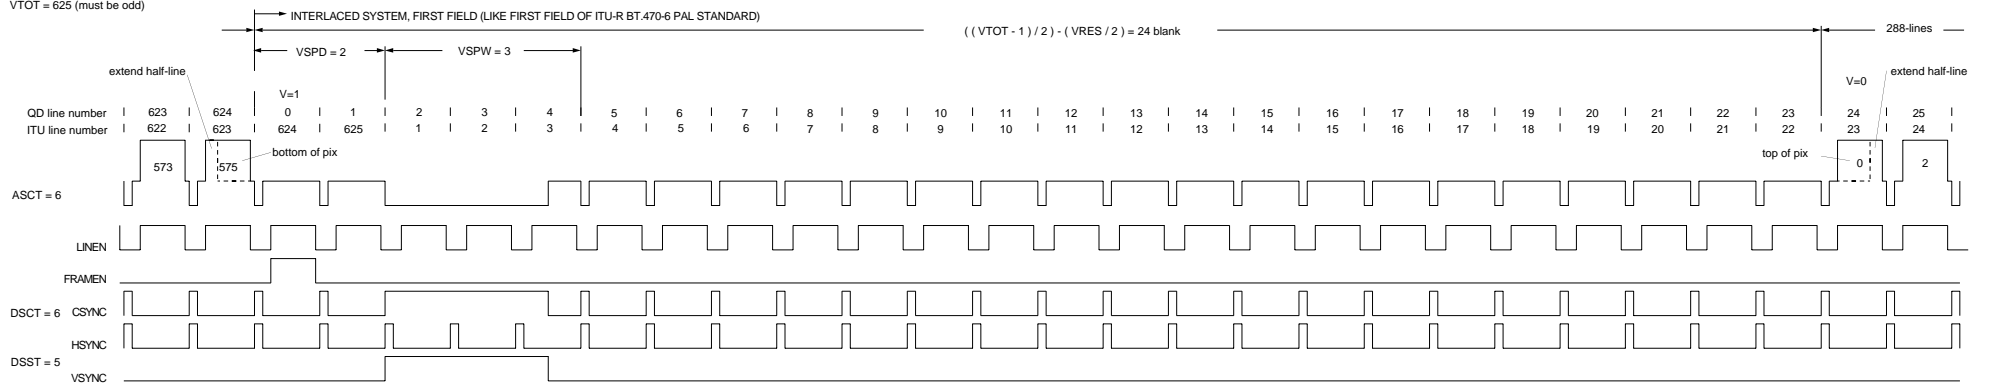 VTOT = 625 (must be odd)
INTERLACED SYSTEM, FIRST FIELD (LIKE FIRST FIELD OF ITU-R BT.470-6 PAL STANDARD)
( ( VTOT - 1 ) / 2 ) - ( VRES / 2 ) = 24 blank
288-lines
VSPD = 2
VSPW = 3
extend half-line
extend half-line
V=1
V=0
QD line number 623 624 0 1 2 3 4 5 6 7 8 9 10 11 12 13 14 15 16 17 18 19 20 21 22 23 24 25
ITU line number 622 623 624 625 1 2 3 4 5 6 7 8 9 10 11 12 13 14 15 16 17 18 19 20 21 22 23 24
bottom of pix
top of pix
573 575 0 2
ASCT = 6
LINEN
FRAMEN
DSCT = 6 CSYNC
HSYNC
DSST = 5
VSYNC